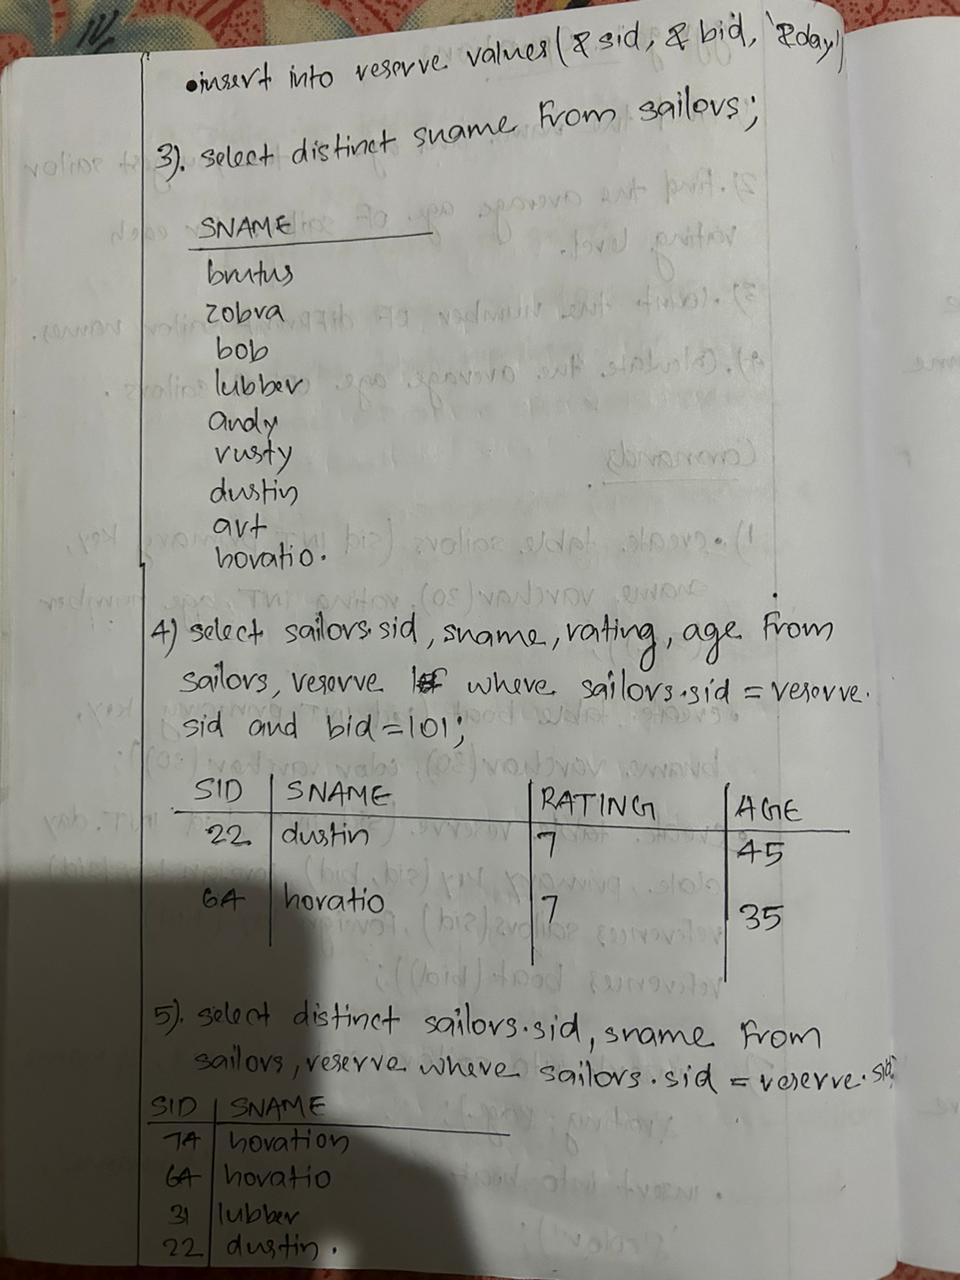 •insert into reserve values(& sid, & bid, '&day')
3). select distinct sname From sailors;
SNAME
brutus
zobra
bob
lubber
andy
rusty
dustin
art
horatio.
4) select sailors.sid, sname, rating, age From
sailors, reserve where sailors.sid = reserve.
sid and bid=101;
SID SNAME RATING AGE
22 dustin 7 45
64 horatio 7 35
5). select distinct sailors.sid, sname From
sailors, reserve where sailors.sid = reserve.sid;
SID SNAME
74 horation
64 horatio
31 lubber
22 dustin.